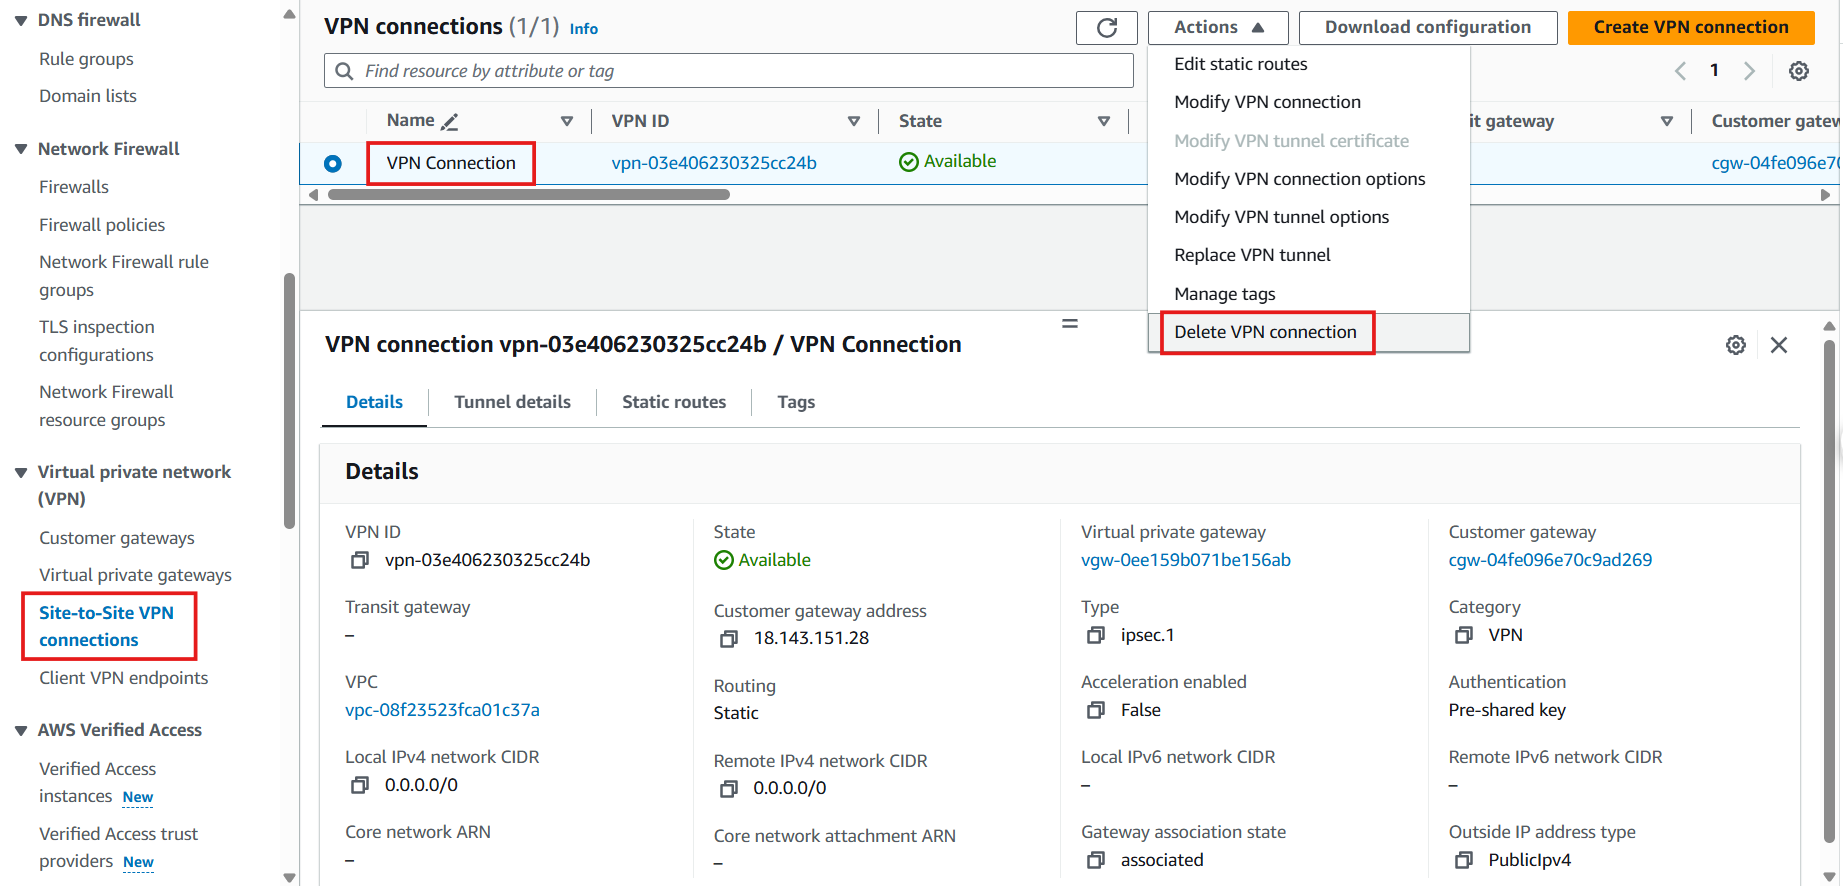 DNS firewall
Rule groups
Domain lists
Network Firewall
Firewalls
Firewall policies
Network Firewall rule
groups
TLS inspection
configurations
Network Firewall
resource groups
Virtual private network
(VPN)
Customer gateways
Virtual private gateways
Site-to-Site VPN
connections
Client VPN endpoints
AWS Verified Access
Verified Access
instances New
Verified Access trust
providers New
VPN connections (1/1) Info
Actions
Download configuration
Create VPN connection
Find resource by attribute or tag
1
Edit static routes
Modify VPN connection
Modify VPN tunnel certificate
Modify VPN connection options
Modify VPN tunnel options
Replace VPN tunnel
Manage tags
Delete VPN connection
Name VPN ID State it gateway Customer gatew
VPN Connection vpn-03e406230325cc24b Available cgw-04fe096e70
VPN connection vpn-03e406230325cc24b / VPN Connection
Details Tunnel details Static routes Tags
Details
VPN ID
vpn-03e406230325cc24b
State
Available
Virtual private gateway
vgw-0ee159b071be156ab
Customer gateway
cgw-04fe096e70c9ad269
Transit gateway
–
Customer gateway address
18.143.151.28
Type
ipsec.1
Category
VPN
VPC
vpc-08f23523fca01c37a
Routing
Static
Acceleration enabled
False
Authentication
Pre-shared key
Local IPv4 network CIDR
0.0.0.0/0
Remote IPv4 network CIDR
0.0.0.0/0
Local IPv6 network CIDR
–
Remote IPv6 network CIDR
–
Core network ARN
–
Core network attachment ARN
–
Gateway association state
associated
Outside IP address type
PublicIpv4